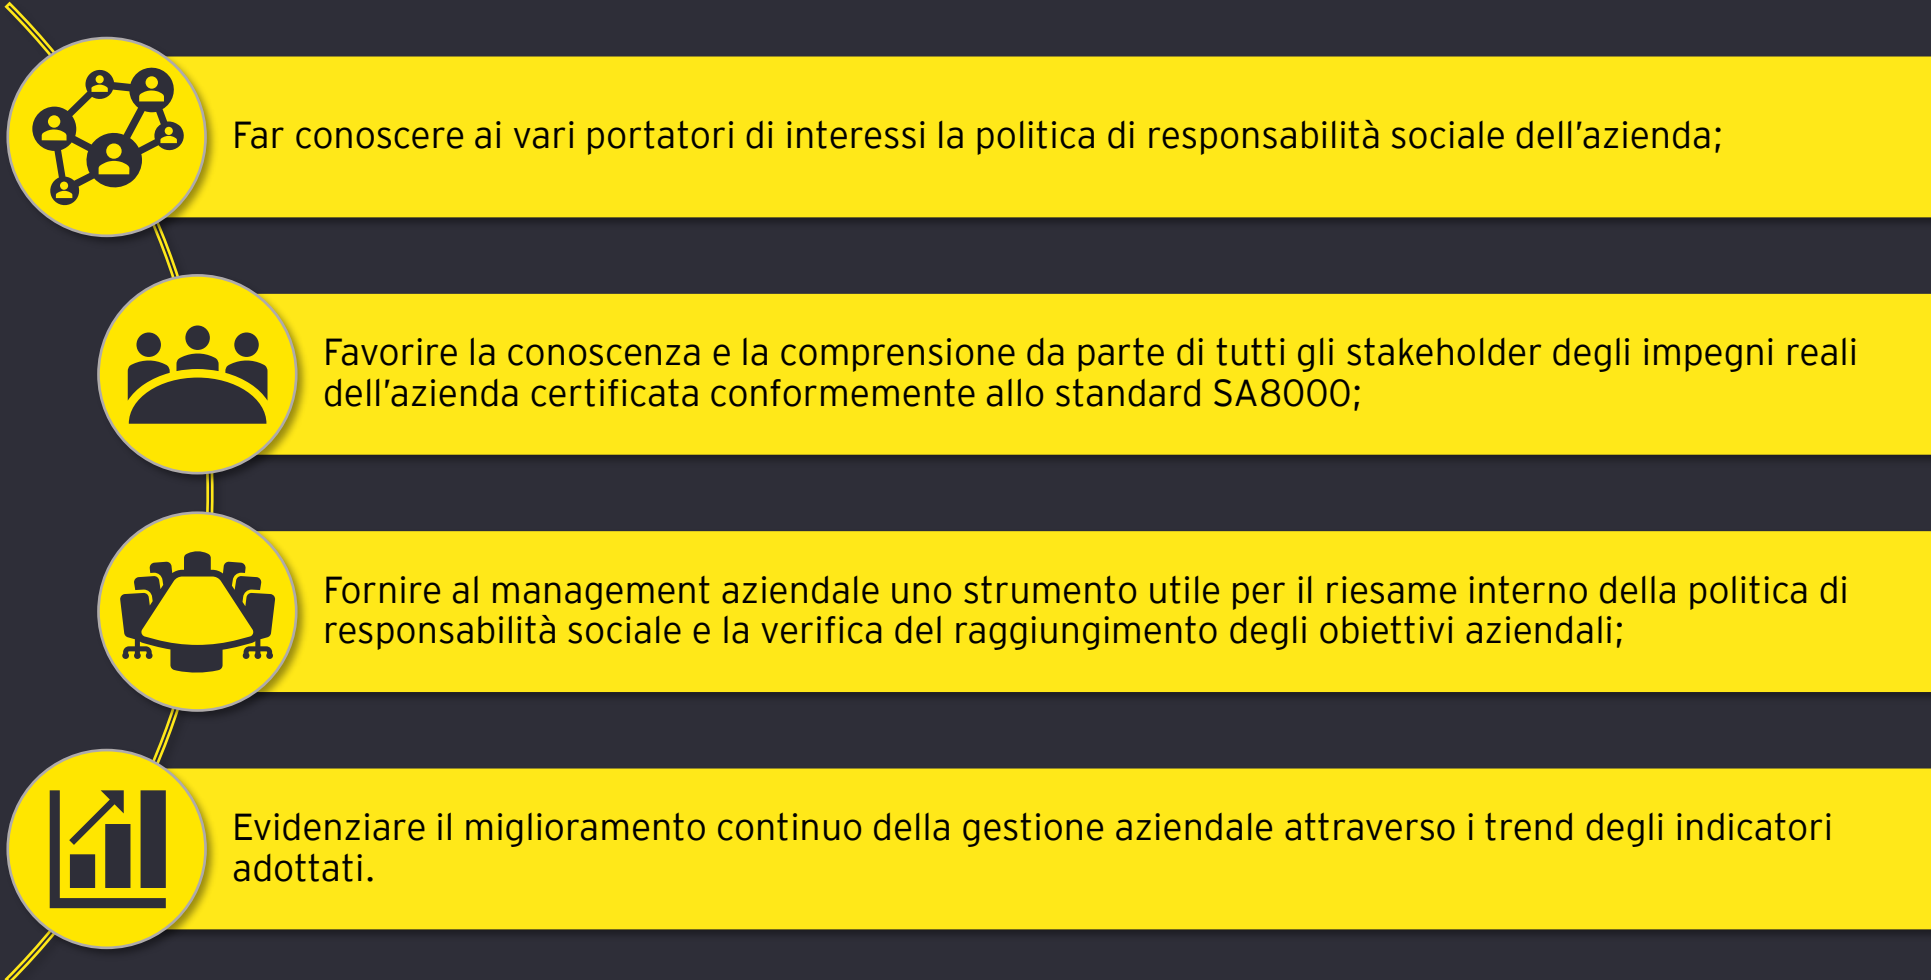 Far conoscere ai vari portatori di interessi la politica di responsabilità sociale dell’azienda;
Favorire la conoscenza e la comprensione da parte di tutti gli stakeholder degli impegni reali
dell’azienda certificata conformemente allo standard SA8000;
Fornire al management aziendale uno strumento utile per il riesame interno della politica di
responsabilità sociale e la verifica del raggiungimento degli obiettivi aziendali;
Evidenziare il miglioramento continuo della gestione aziendale attraverso i trend degli indicatori
adottati.